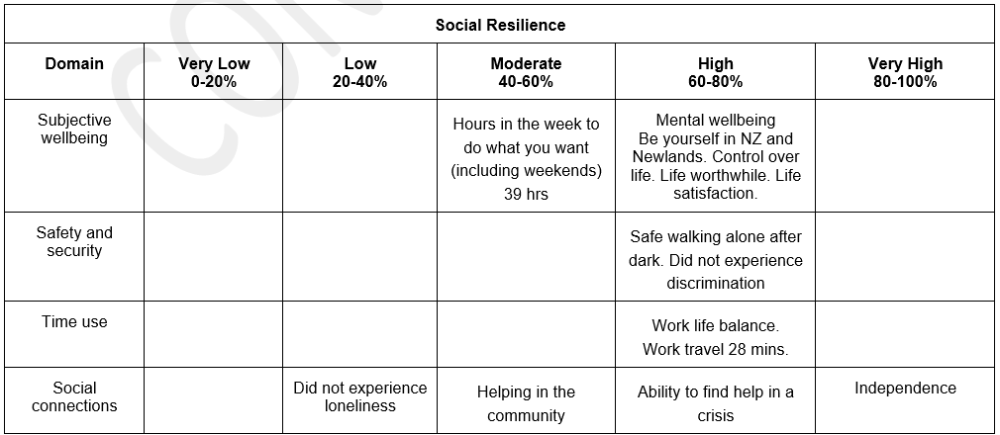 Social Resilience
Domain
Very Low
0-20%
Low
20-40%
Moderate
40-60%
High
60-80%
Very High
80-100%
Subjective
wellbeing
Hours in the week to
do what you want
(including weekends)
39 hrs
Mental wellbeing
Be yourself in NZ and
Newlands. Control over
life. Life worthwhile. Life
satisfaction.
Safety and
security
Safe walking alone after
dark. Did not experience
discrimination
Time use
Work life balance.
Work travel 28 mins.
Social
connections
Did not experience
loneliness
Helping in the
community
Ability to find help in a
crisis
Independence